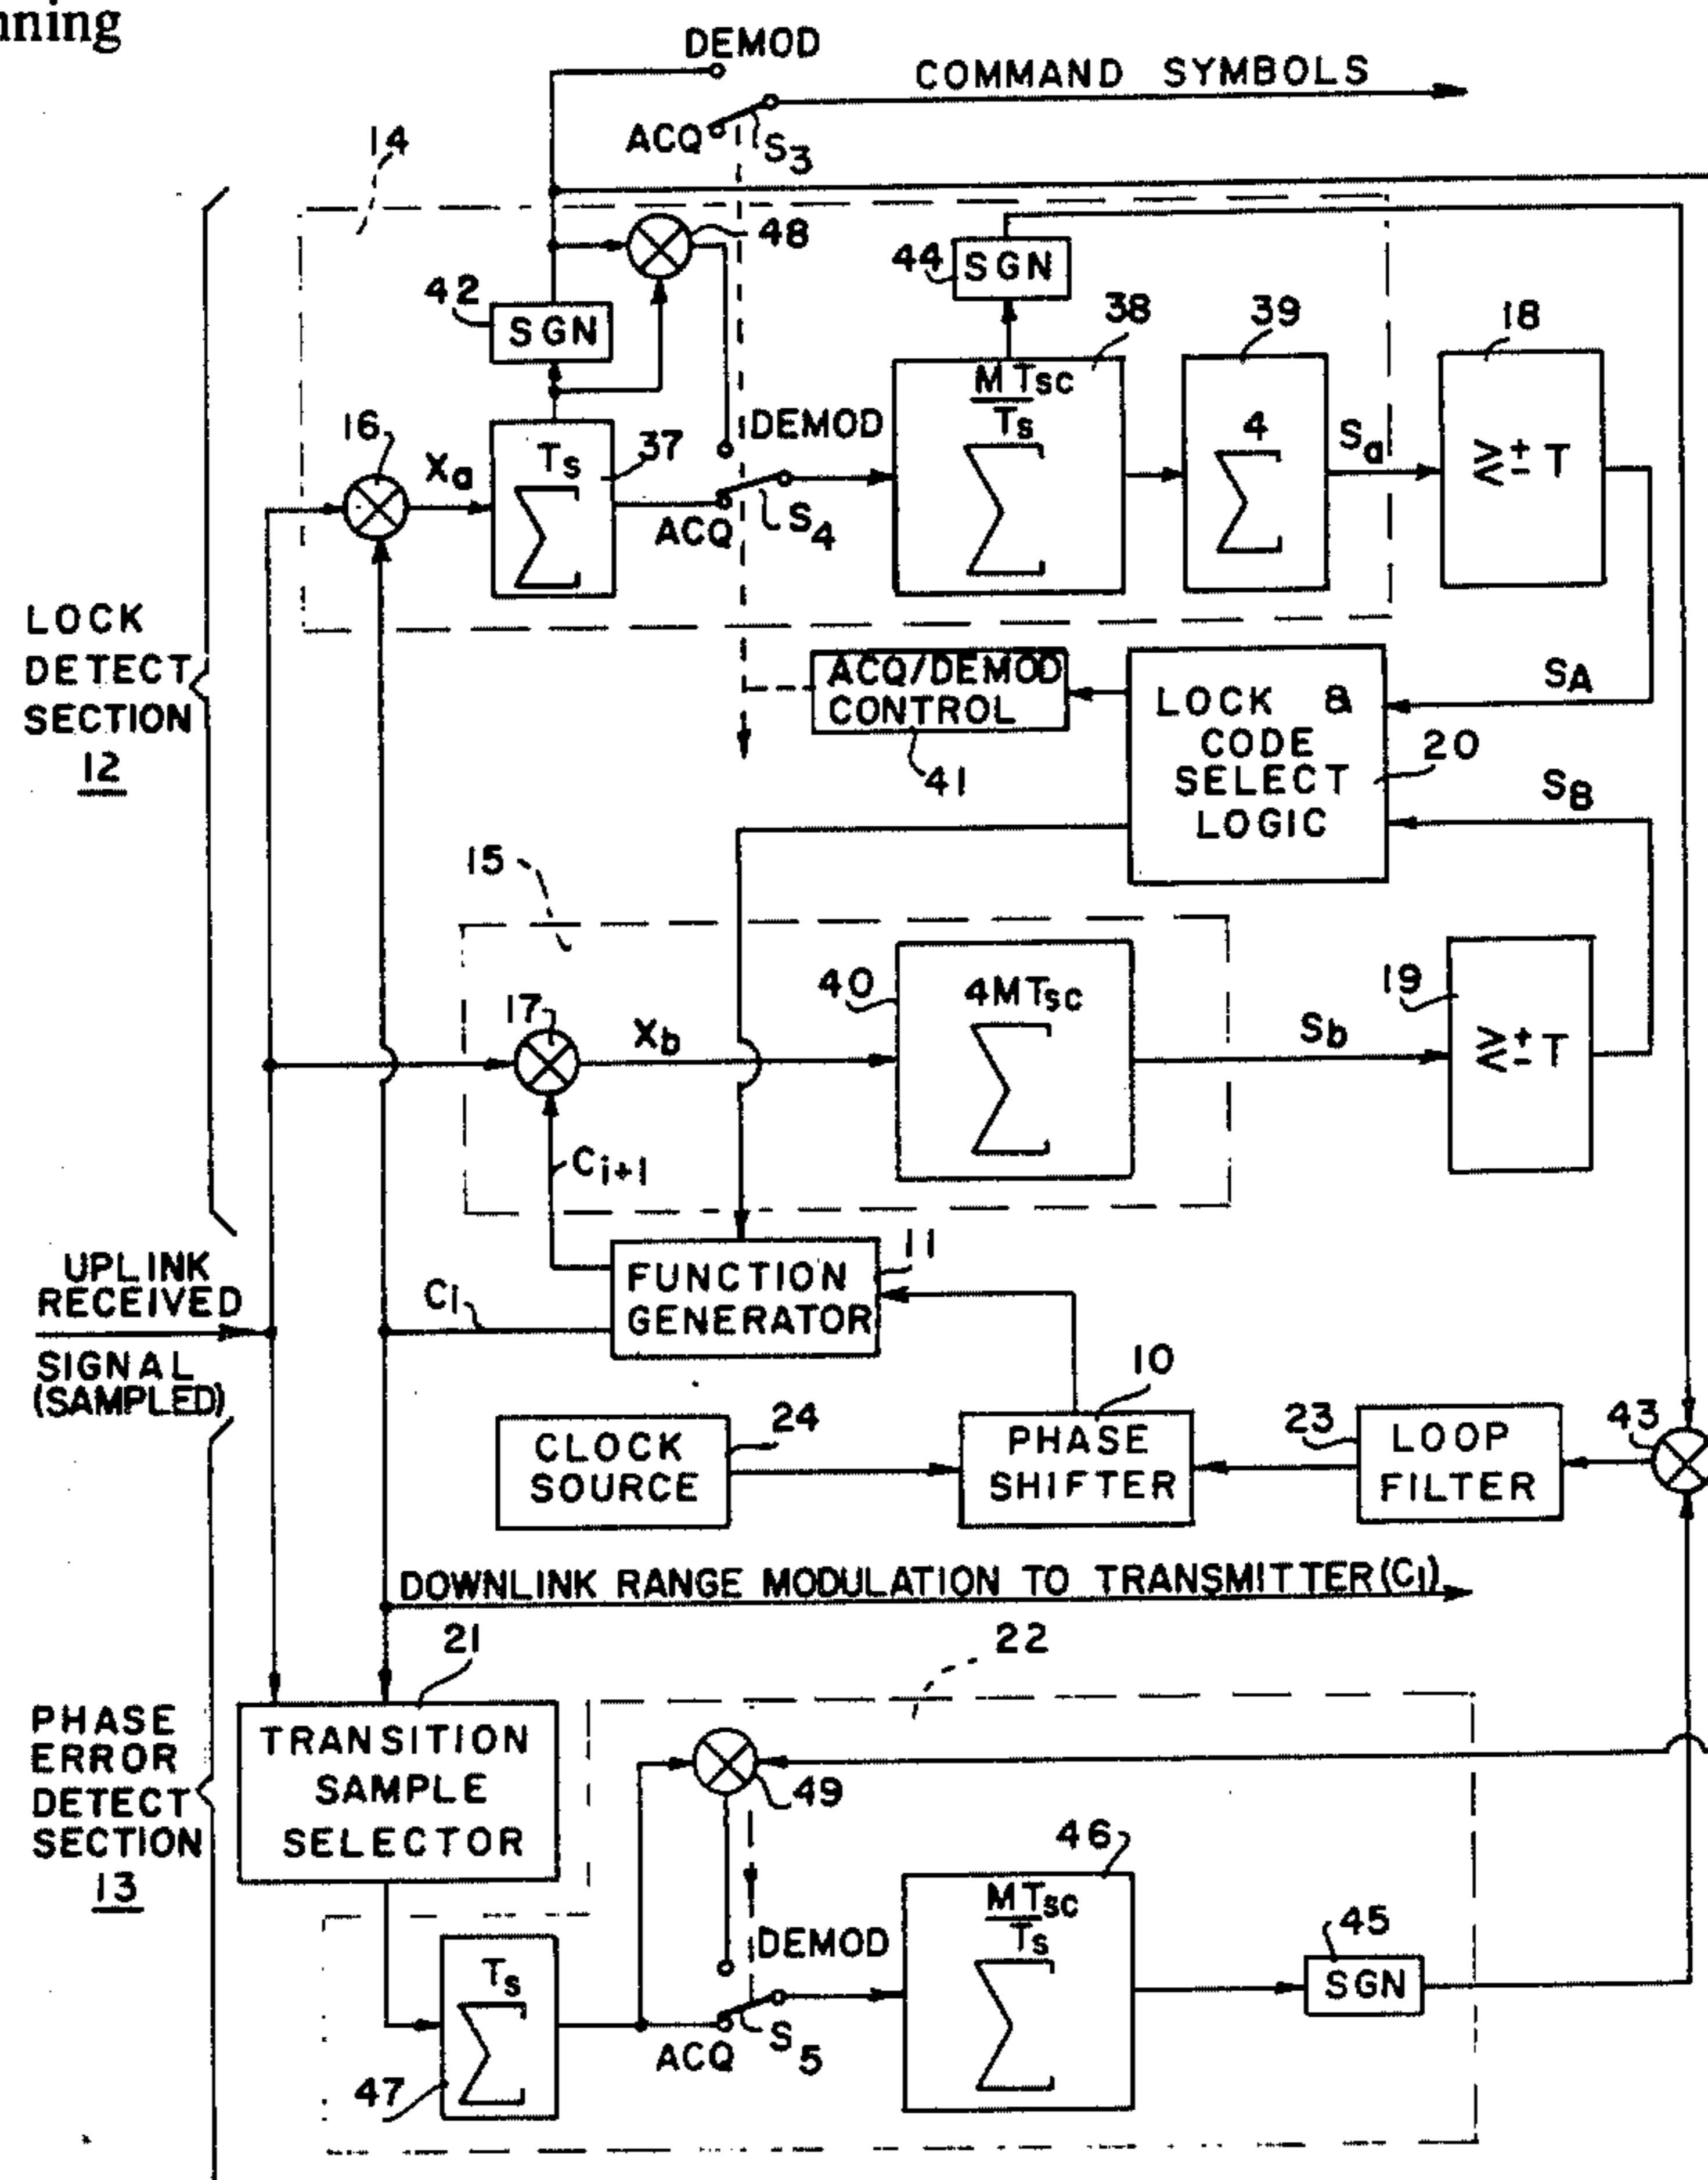 nning
DEMOD
COMMAND SYMBOLS
ACQ
S3
14
48
44
SGN
42
SGN
38
39
18
16
Xa
Ts
37
DEMOD
MTsc
Ts
4
Sa
≷ ± T
ACQ
S4
LOCK
DETECT
SECTION
12
ACQ/DEMOD
CONTROL
41
LOCK &
CODE
SELECT
LOGIC
SA
20
SB
15
40
4MTsc
19
17
Xb
Sb
≷ ± T
Ci+1
UPLINK
RECEIVED
SIGNAL
(SAMPLED)
Ci
FUNCTION
GENERATOR
11
10
CLOCK
SOURCE
24
PHASE
SHIFTER
23
LOOP
FILTER
43
DOWNLINK RANGE MODULATION TO TRANSMITTER (Ci)
21
22
PHASE
ERROR
DETECT
SECTION
13
TRANSITION
SAMPLE
SELECTOR
49
46
MTsc
Ts
45
SGN
DEMOD
Ts
ACQ
S5
47